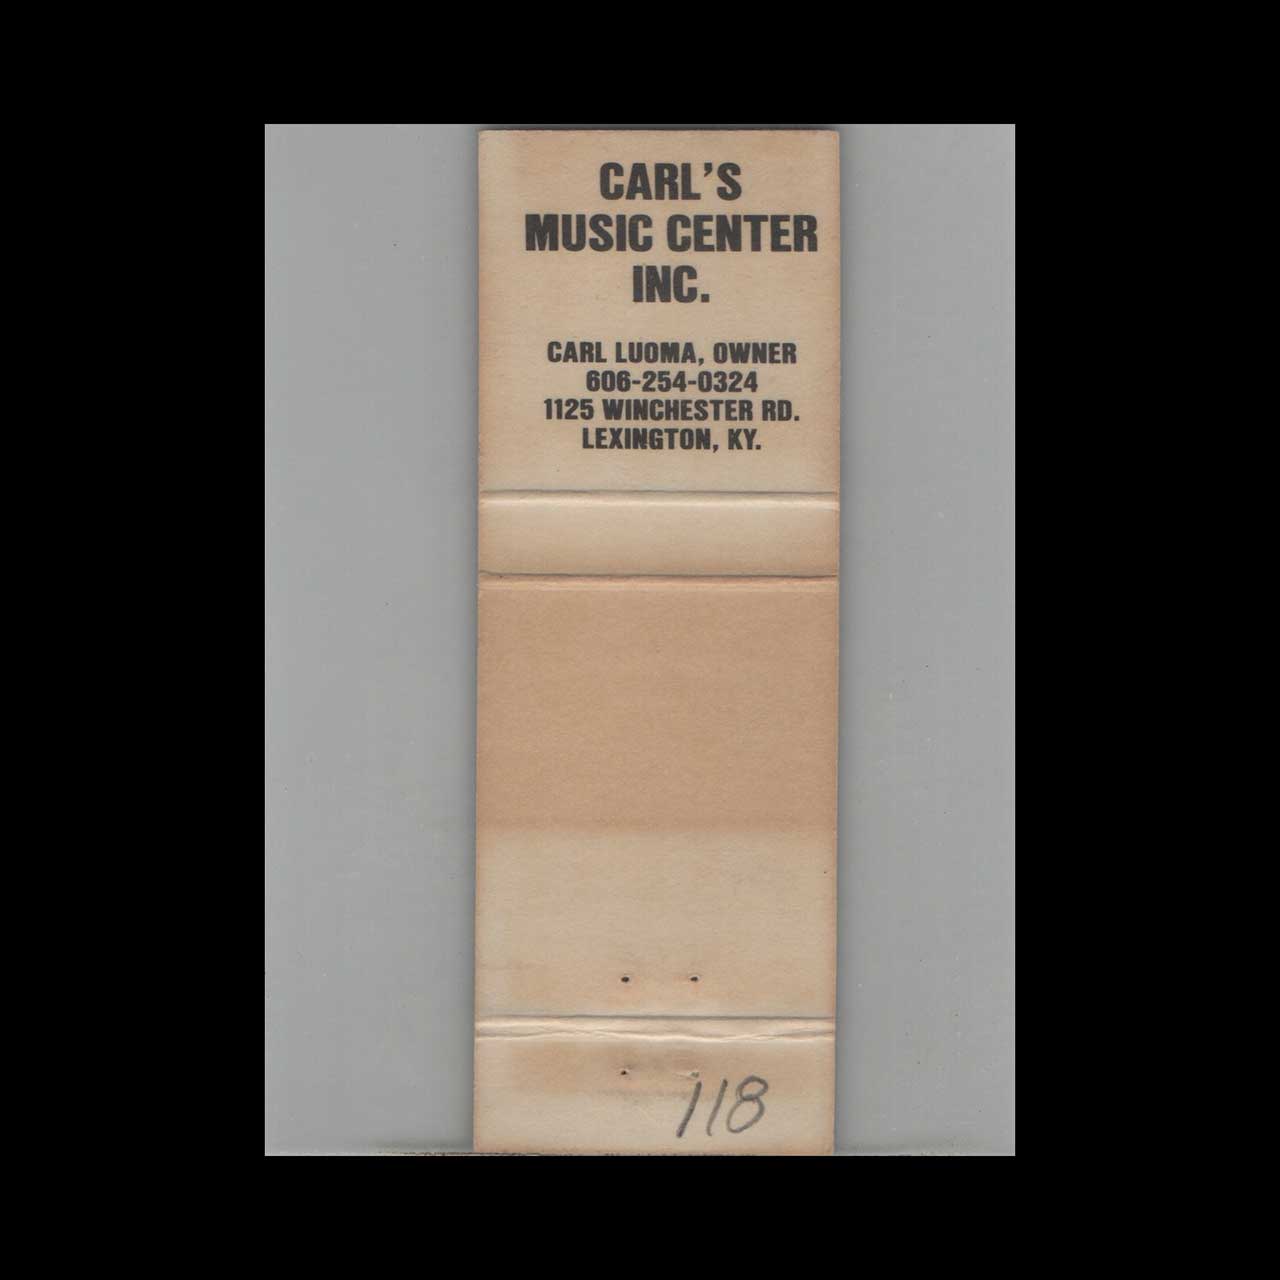 CARL'S
MUSIC CENTER
INC.
CARL LUOMA, OWNER
606-254-0324
1125 WINCHESTER RD.
LEXINGTON, KY.
118